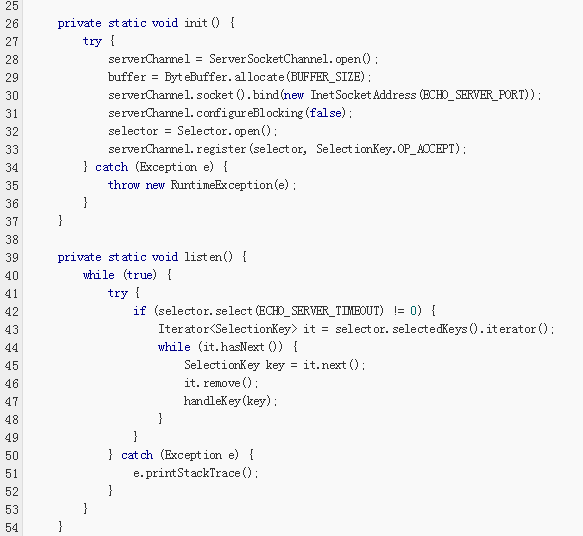 25
26     private static void init() {
27         try {
28             serverChannel = ServerSocketChannel.open();
29             buffer = ByteBuffer.allocate(BUFFER_SIZE);
30             serverChannel.socket().bind(new InetSocketAddress(ECHO_SERVER_PORT));
31             serverChannel.configureBlocking(false);
32             selector = Selector.open();
33             serverChannel.register(selector, SelectionKey.OP_ACCEPT);
34         } catch (Exception e) {
35             throw new RuntimeException(e);
36         }
37     }
38
39     private static void listen() {
40         while (true) {
41             try {
42                 if (selector.select(ECHO_SERVER_TIMEOUT) != 0) {
43                     Iterator<SelectionKey> it = selector.selectedKeys().iterator();
44                     while (it.hasNext()) {
45                         SelectionKey key = it.next();
46                         it.remove();
47                         handleKey(key);
48                     }
49                 }
50             } catch (Exception e) {
51                 e.printStackTrace();
52             }
53         }
54     }